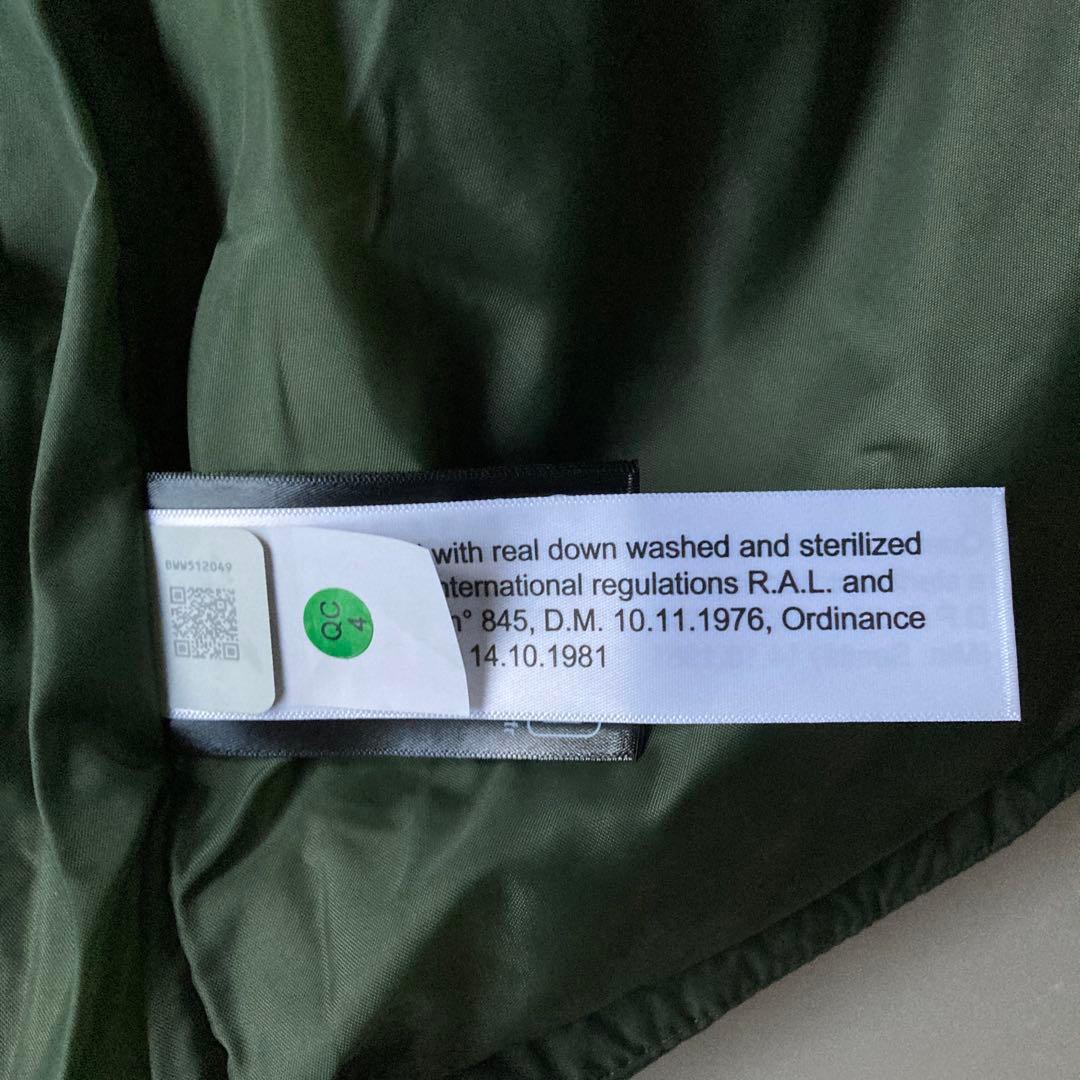 BWW512049
QC
4
with real down washed and sterilized
international regulations R.A.L. and
n° 845, D.M. 10.11.1976, Ordinance
14.10.1981